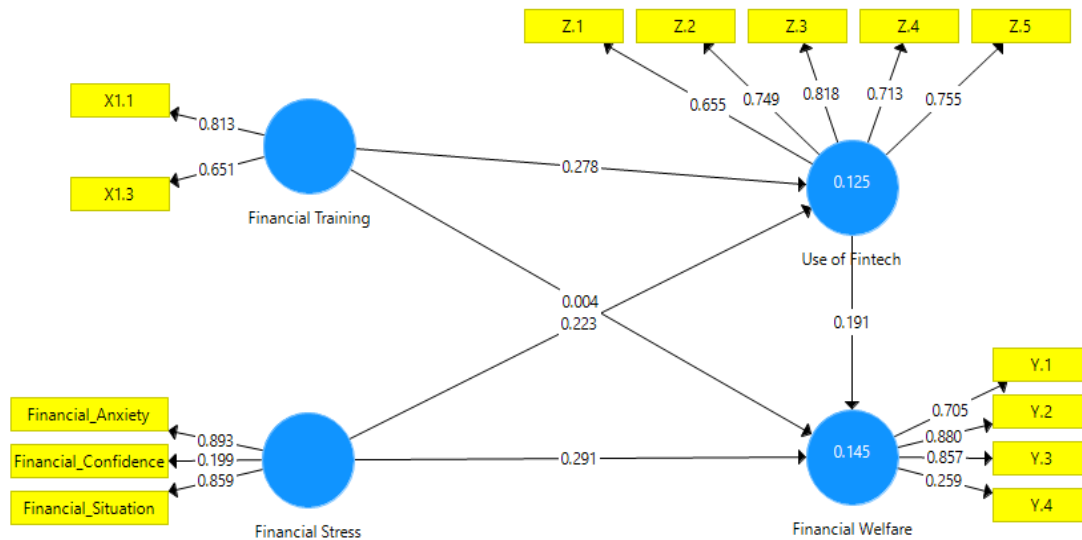 Z.1 Z.2 Z.3 Z.4 Z.5
X1.1
0.813
0.655
0.749
0.818
0.713
0.755
0.651
X1.3
0.278
0.125
Financial Training
Use of Fintech
0.004
0.223
0.191
Financial_Anxiety
0.893
Financial_Confidence
0.199
Financial_Situation
0.859
0.291
0.145
Y.1
0.705
Y.2
0.880
Y.3
0.857
Y.4
0.259
Financial Stress
Financial Welfare